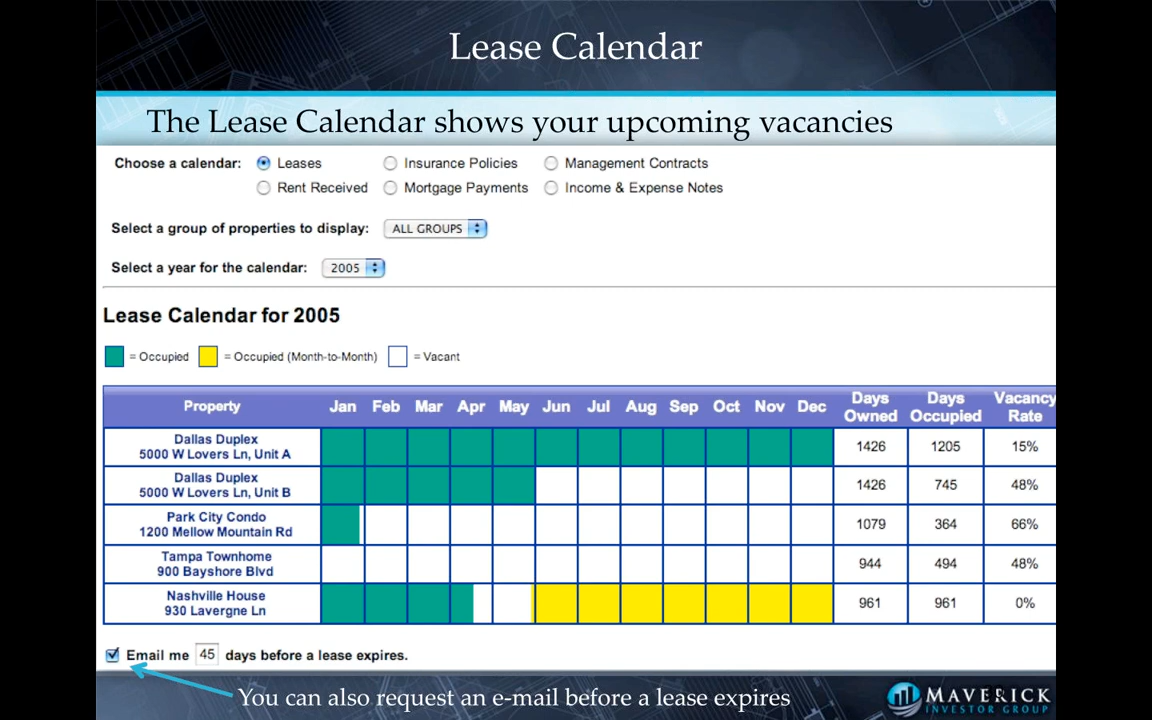 Lease Calendar
The Lease Calendar shows your upcoming vacancies
Choose a calendar: Leases Insurance Policies Management Contracts
Rent Received Mortgage Payments Income & Expense Notes
Select a group of properties to display: ALL GROUPS
Select a year for the calendar: 2005
Lease Calendar for 2005
= Occupied = Occupied (Month-to-Month) = Vacant
Property Jan Feb Mar Apr May Jun Jul Aug Sep Oct Nov Dec Days Owned Days Occupied Vacancy Rate
Dallas Duplex
5000 W Lovers Ln, Unit A 1426 1205 15%
Dallas Duplex
5000 W Lovers Ln, Unit B 1426 745 48%
Park City Condo
1200 Mellow Mountain Rd 1079 364 66%
Tampa Townhome
900 Bayshore Blvd 944 494 48%
Nashville House
930 Lavergne Ln 961 961 0%
Email me 45 days before a lease expires.
You can also request an e-mail before a lease expires
MAVERICK
INVESTOR GROUP